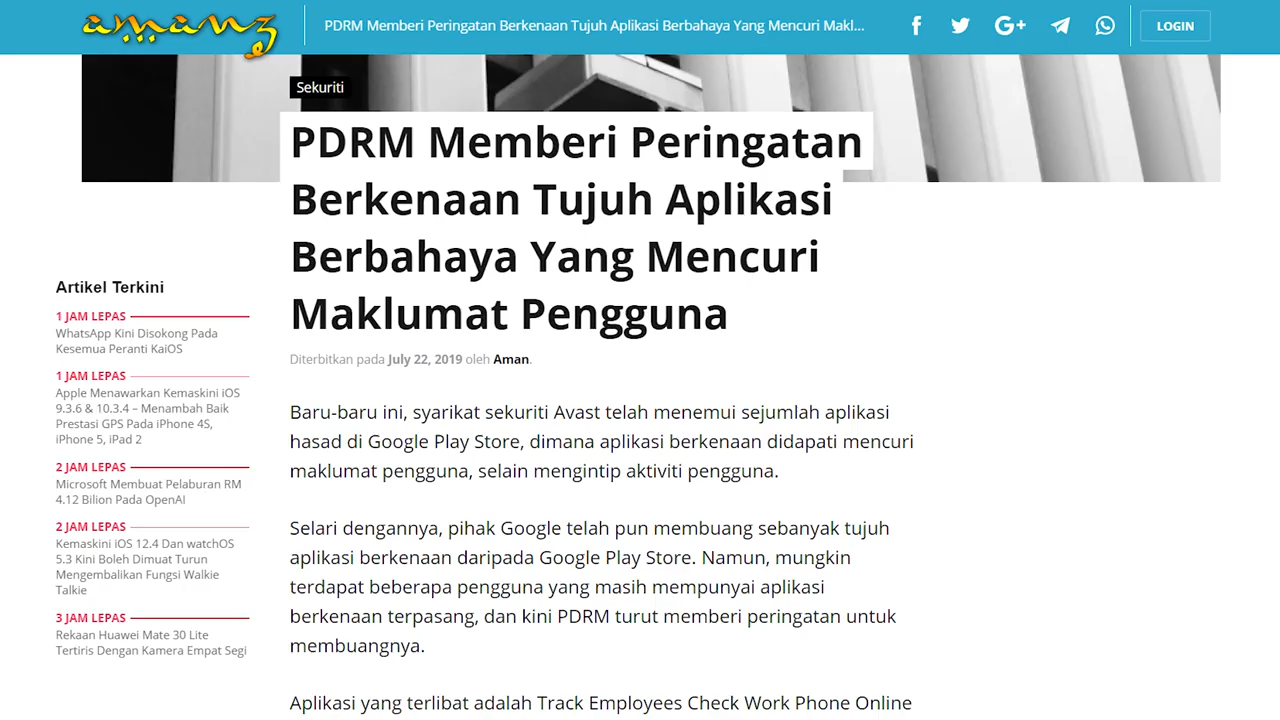 amanz
PDRM Memberi Peringatan Berkenaan Tujuh Aplikasi Berbahaya Yang Mencuri Makl...
G+
LOGIN
Sekuriti
PDRM Memberi Peringatan
Berkenaan Tujuh Aplikasi
Berbahaya Yang Mencuri
Maklumat Pengguna
Diterbitkan pada July 22, 2019 oleh Aman.
Artikel Terkini
1 JAM LEPAS
WhatsApp Kini Disokong Pada
Kesemua Peranti KaiOS
1 JAM LEPAS
Apple Menawarkan Kemaskini iOS
9.3.6 & 10.3.4 – Menambah Baik
Prestasi GPS Pada iPhone 4S,
iPhone 5, iPad 2
2 JAM LEPAS
Microsoft Membuat Pelaburan RM
4.12 Bilion Pada OpenAI
2 JAM LEPAS
Kemaskini iOS 12.4 Dan watchOS
5.3 Kini Boleh Dimuat Turun
Mengembalikan Fungsi Walkie
Talkie
3 JAM LEPAS
Rekaan Huawei Mate 30 Lite
Tertiris Dengan Kamera Empat Segi
Baru-baru ini, syarikat sekuriti Avast telah menemui sejumlah aplikasi
hasad di Google Play Store, dimana aplikasi berkenaan didapati mencuri
maklumat pengguna, selain mengintip aktiviti pengguna.
Selari dengannya, pihak Google telah pun membuang sebanyak tujuh
aplikasi berkenaan daripada Google Play Store. Namun, mungkin
terdapat beberapa pengguna yang masih mempunyai aplikasi
berkenaan terpasang, dan kini PDRM turut memberi peringatan untuk
membuangnya.
Aplikasi yang terlibat adalah Track Employees Check Work Phone Online